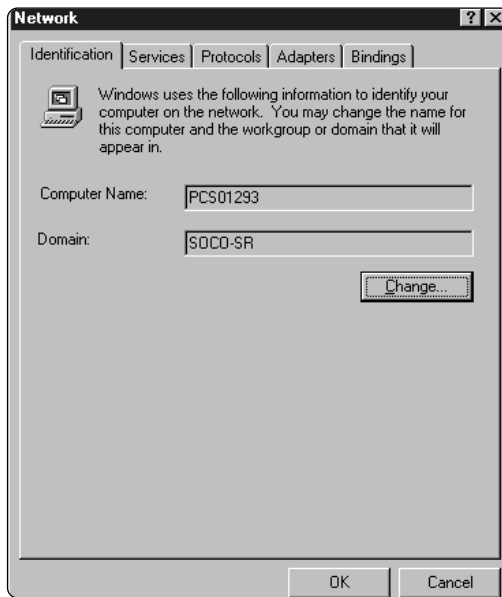 Network
Identification Services Protocols Adapters Bindings
Windows uses the following information to identify your
computer on the network. You may change the name for
this computer and the workgroup or domain that it will
appear in.
Computer Name: PCS01293
Domain: SOCO-SR
Change...
OK Cancel